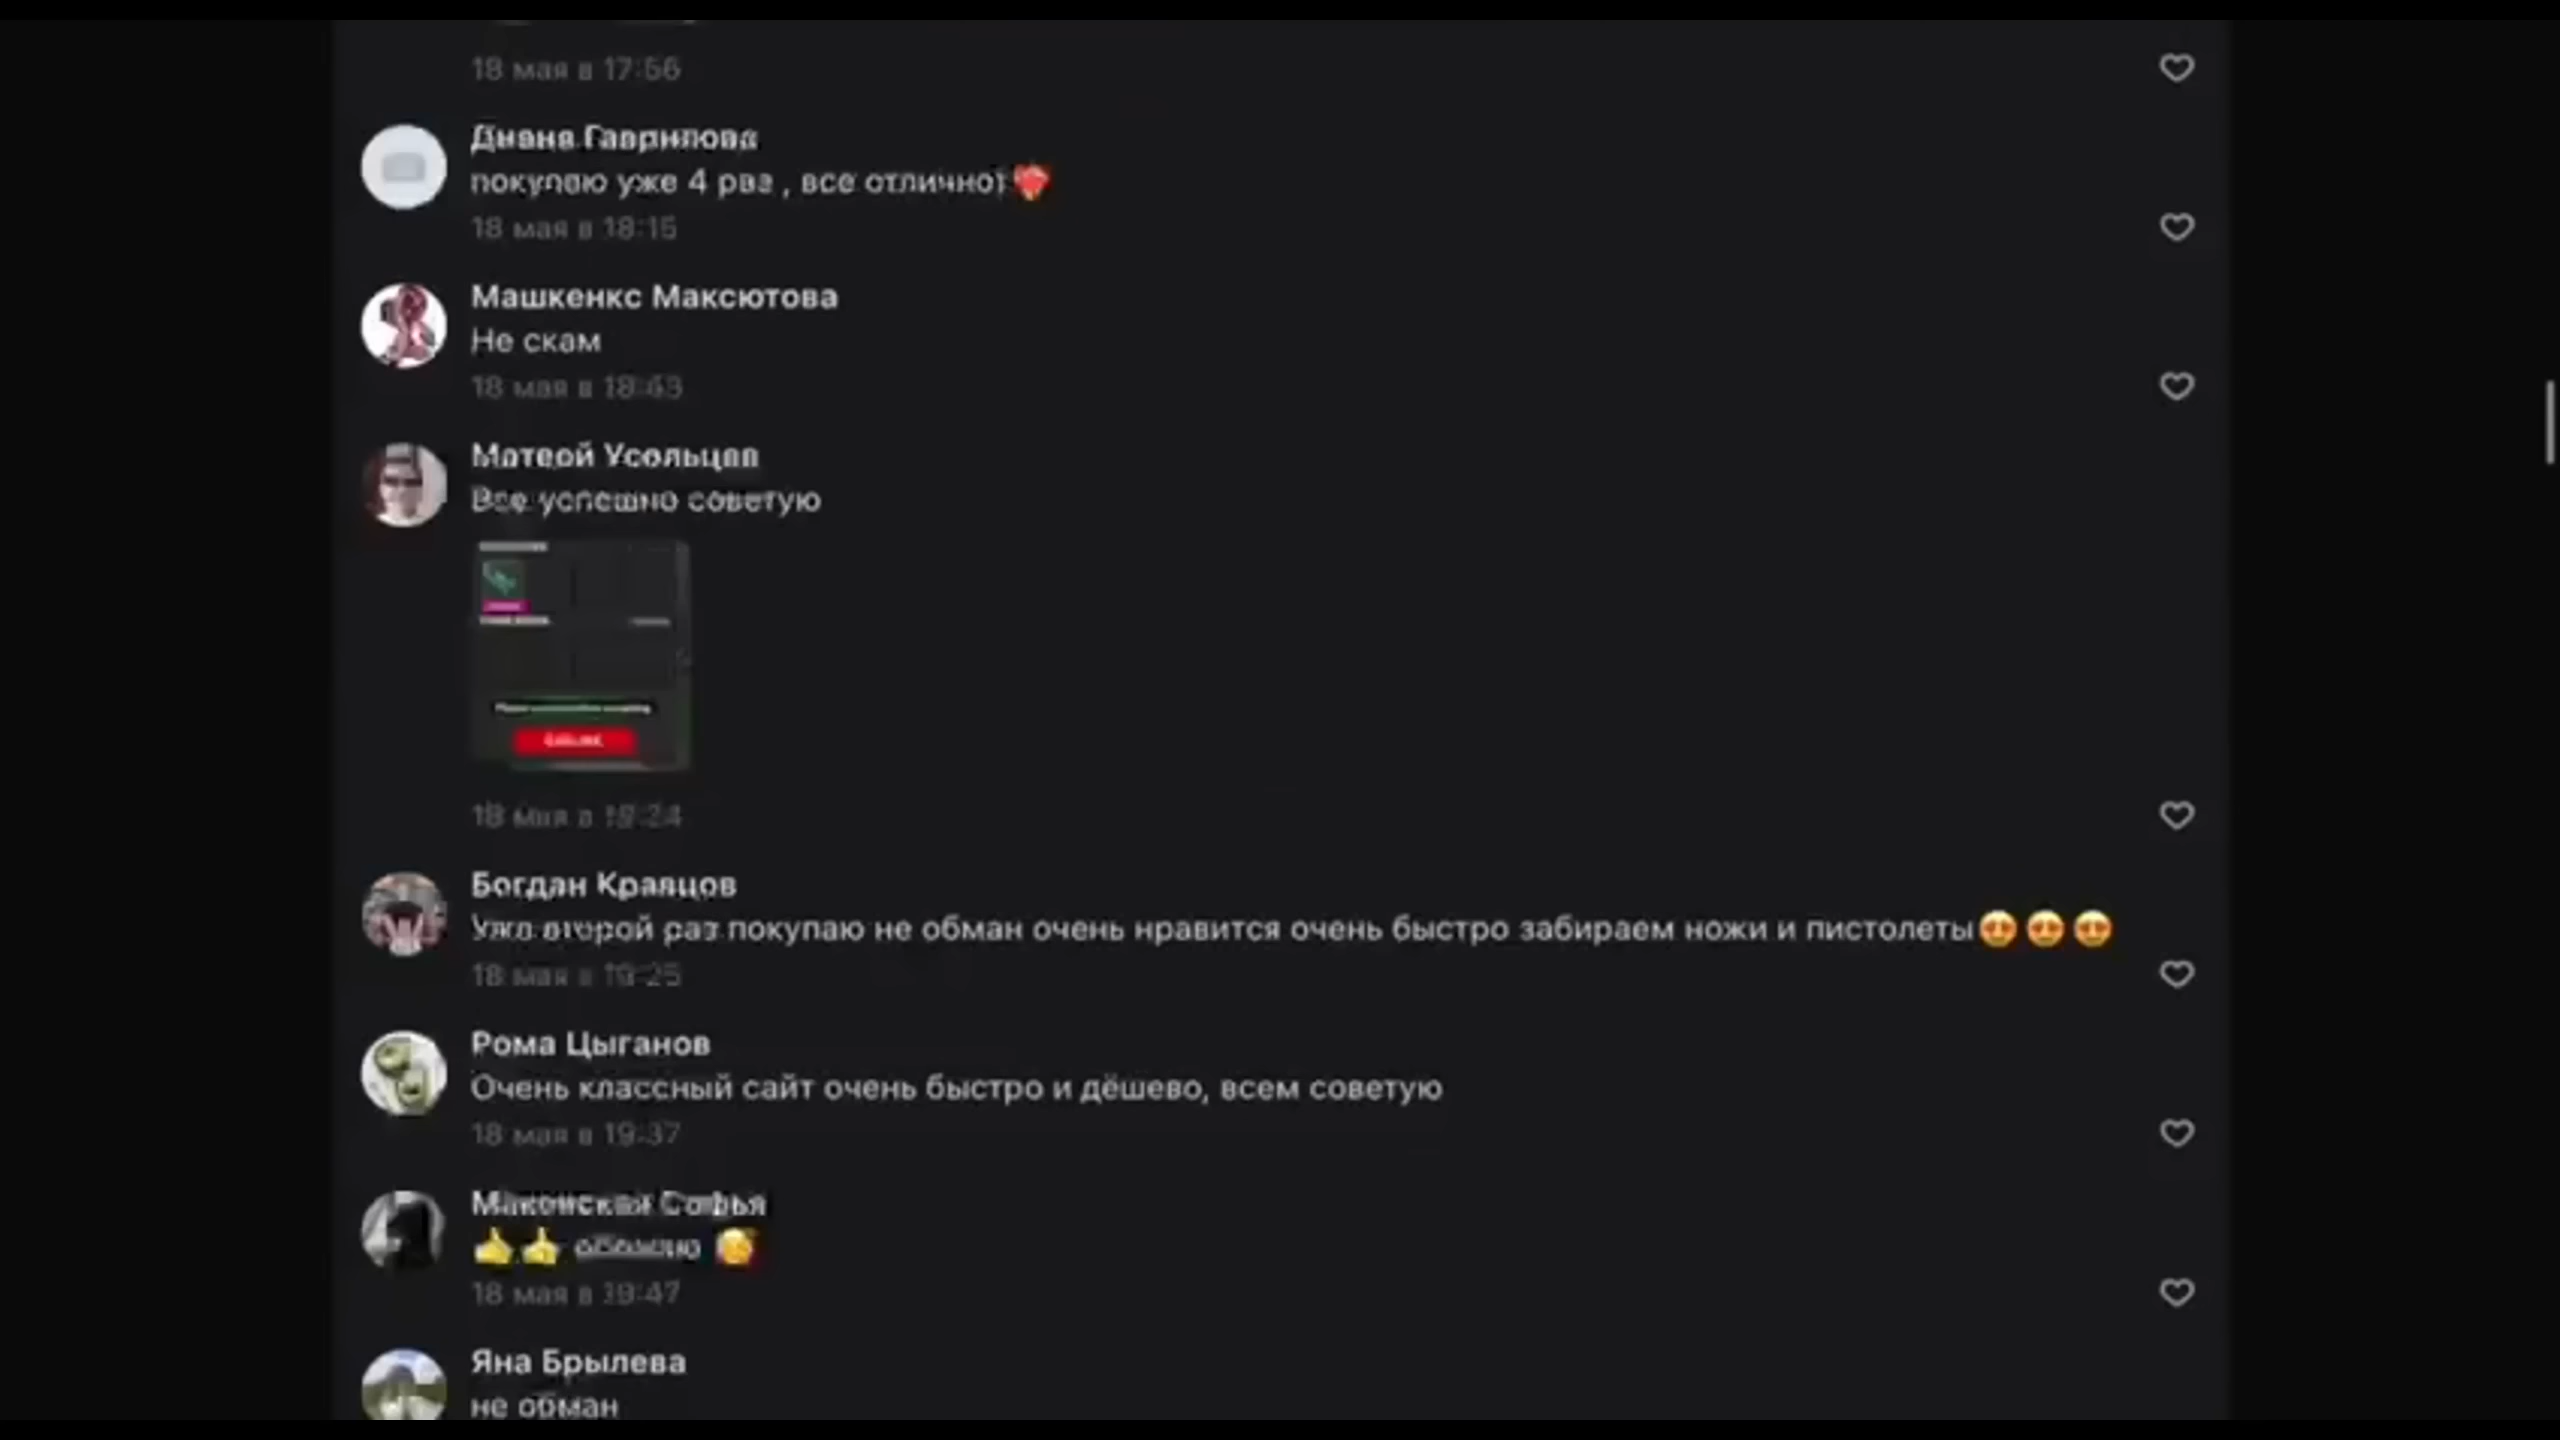 18 мая в 17:56
Диана Гаврилова
покупаю уже 4 раз , все отлично)
18 мая в 18:15
Машкенкс Максютова
Не скам
18 мая в 18:43
Матвей Усольцев
Все успешно советую
18 мая в 19:24
Богдан Кравцов
Уже второй раз покупаю не обман очень нравится очень быстро забираем ножи и пистолеты😍😍😍
18 мая в 19:25
Рома Цыганов
Очень классный сайт очень быстро и дёшево, всем советую
18 мая в 19:37
Софья
18 мая в 19:47
Яна Брылева
не обман